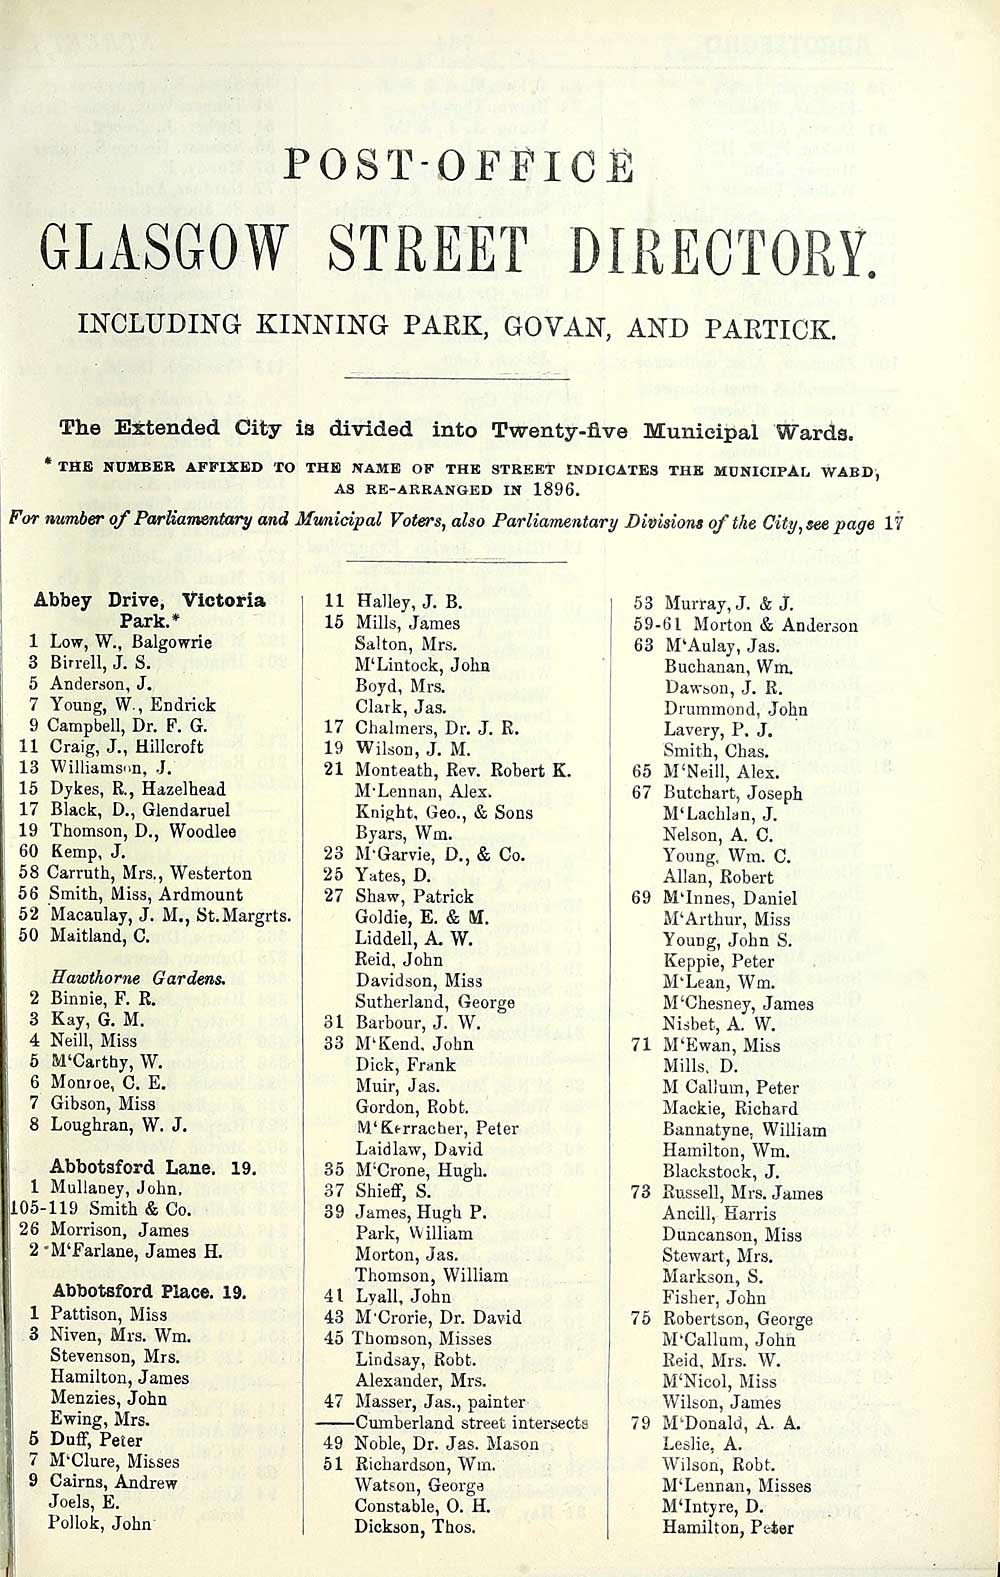 POST-OFFICE
GLASGOW STREET DIRECTORY.
INCLUDING KINNING PARK, GOVAN, AND PARTICK.
The Extended City is divided into Twenty-five Municipal Wards.
* THE NUMBER AFFIXED TO THE NAME OF THE STREET INDICATES THE MUNICIPAL WARD,
AS RE-ARRANGED IN 1896.
For number of Parliamentary and Municipal Voters, also Parliamentary Divisions of the City, see page 17
Abbey Drive, Victoria
Park.*
1 Low, W., Balgowrie
3 Birrell, J. S.
5 Anderson, J.
7 Young, W., Endrick
9 Campbell, Dr. F. G.
11 Craig, J., Hillcroft
13 Williamson, J.
15 Dykes, R., Hazelhead
17 Black, D., Glendaruel
19 Thomson, D., Woodlee
60 Kemp, J.
58 Carruth, Mrs., Westerton
56 Smith, Miss, Ardmount
52 Macaulay, J. M., St. Margrts.
50 Maitland, C.
Hawthorne Gardens.
2 Binnie, F. R.
3 Kay, G. M.
4 Neill, Miss
5 M'Carthy, W.
6 Monroe, C. E.
7 Gibson, Miss
8 Loughran, W. J.
Abbotsford Lane. 19.
1 Mullaney, John.
105-119 Smith & Co.
26 Morrison, James
2 M'Farlane, James H.
Abbotsford Place. 19.
1 Pattison, Miss
3 Niven, Mrs. Wm.
Stevenson, Mrs.
Hamilton, James
Menzies, John
Ewing, Mrs.
5 Duff, Peter
7 M'Clure, Misses
9 Cairns, Andrew
Joels, E.
Pollok, John
11 Halley, J. B.
15 Mills, James
Salton, Mrs.
M'Lintock, John
Boyd, Mrs.
Clark, Jas.
17 Chalmers, Dr. J. R.
19 Wilson, J. M.
21 Monteath, Rev. Robert K.
M'Lennan, Alex.
Knight, Geo., & Sons
Byars, Wm.
23 M'Garvie, D., & Co.
25 Yates, D.
27 Shaw, Patrick
Goldie, E. & M.
Liddell, A. W.
Reid, John
Davidson, Miss
Sutherland, George
31 Barbour, J. W.
33 M'Kend, John
Dick, Frank
Muir, Jas.
Gordon, Robt.
M'Kerracher, Peter
Laidlaw, David
35 M'Crone, Hugh.
37 Shieff, S.
39 James, Hugh P.
Park, William
Morton, Jas.
Thomson, William
41 Lyall, John
43 M'Crorie, Dr. David
45 Thomson, Misses
Lindsay, Robt.
Alexander, Mrs.
47 Masser, Jas., painter
——Cumberland street intersects
49 Noble, Dr. Jas. Mason
51 Richardson, Wm.
Watson, George
Constable, O. H.
Dickson, Thos.
53 Murray, J. & J.
59-61 Morton & Anderson
63 M'Aulay, Jas.
Buchanan, Wm.
Dawson, J. R.
Drummond, John
Lavery, P. J.
Smith, Chas.
65 M'Neill, Alex.
67 Butchart, Joseph
M'Lachlan, J.
Nelson, A. C.
Young, Wm. C.
Allan, Robert
69 M'Innes, Daniel
M'Arthur, Miss
Young, John S.
Keppie, Peter
M'Lean, Wm.
M'Chesney, James
Nisbet, A. W.
71 M'Ewan, Miss
Mills, D.
M Callum, Peter
Mackie, Richard
Bannatyne, William
Hamilton, Wm.
Blackstock, J.
73 Russell, Mrs. James
Ancill, Harris
Duncanson, Miss
Stewart, Mrs.
Markson, S.
Fisher, John
75 Robertson, George
M'Callum, John
Reid, Mrs. W.
M'Nicol, Miss
Wilson, James
79 M'Donald, A. A.
Leslie, A.
Wilson, Robt.
M'Lennan, Misses
M'Intyre, D.
Hamilton, Peter